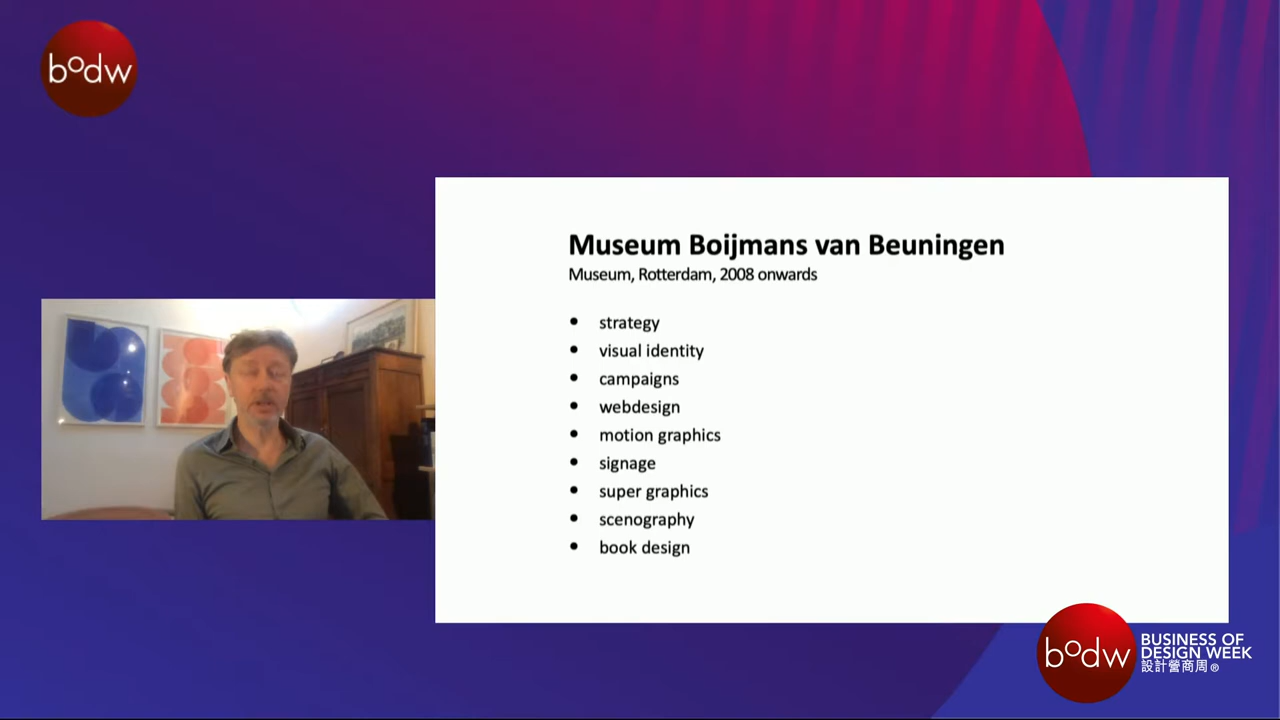 bodw
Museum Boijmans van Beuningen
Museum, Rotterdam, 2008 onwards
• strategy
• visual identity
• campaigns
• webdesign
• motion graphics
• signage
• super graphics
• scenography
• book design
bodw
BUSINESS OF
DESIGN WEEK
設計營商周®